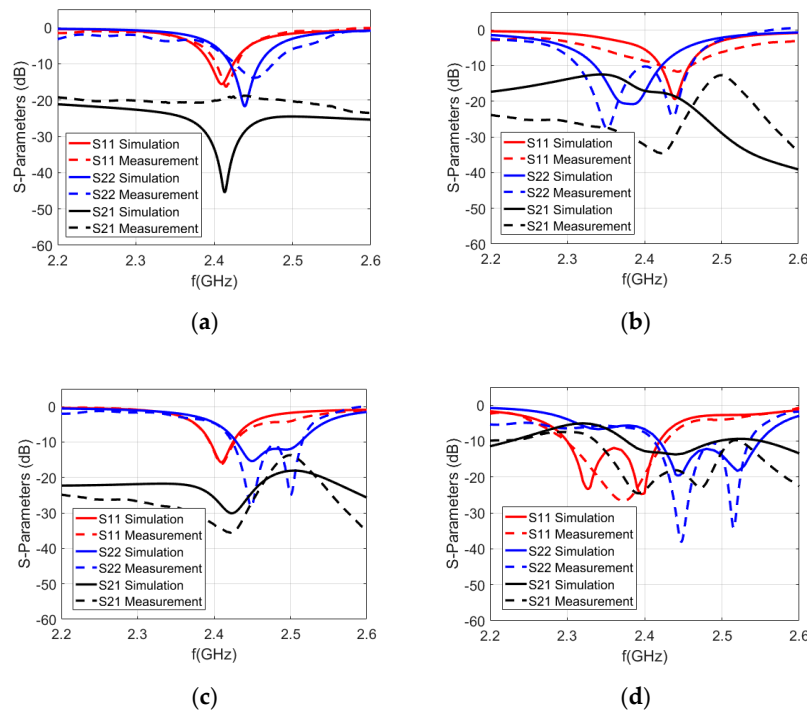 0
-10
-20
-30
-40
-50
-60
S-Parameters (dB)
S11 Simulation
S11 Measurement
S22 Simulation
S22 Measurement
S21 Simulation
S21 Measurement
2.2
2.3
2.4
2.5
2.6
f(GHz)
(a)
0
-10
-20
-30
-40
-50
-60
S-Parameters (dB)
S11 Simulation
S11 Measurement
S22 Simulation
S22 Measurement
S21 Simulation
S21 Measurement
2.2
2.3
2.4
2.5
2.6
f(GHz)
(b)
0
-10
-20
-30
-40
-50
-60
S-Parameters (dB)
S11 Simulation
S11 Measurement
S22 Simulation
S22 Measurement
S21 Simulation
S21 Measurement
2.2
2.3
2.4
2.5
2.6
f(GHz)
(c)
0
-10
-20
-30
-40
-50
-60
S-Parameters (dB)
S11 Simulation
S11 Measurement
S22 Simulation
S22 Measurement
S21 Simulation
S21 Measurement
2.2
2.3
2.4
2.5
2.6
f(GHz)
(d)